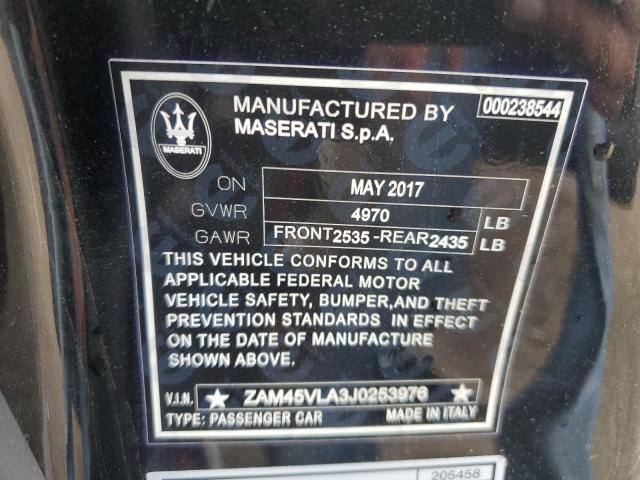 MANUFACTURED BY
MASERATI S.p.A.
000238544
MASERATI
ON MAY 2017
GVWR 4970 LB
GAWR FRONT2535-REAR2435 LB
THIS VEHICLE CONFORMS TO ALL
APPLICABLE FEDERAL MOTOR
VEHICLE SAFETY, BUMPER,AND THEFT
PREVENTION STANDARDS IN EFFECT
ON THE DATE OF MANUFACTURE
SHOWN ABOVE.
V.I.N. ZAM45VLA3J0253976
TYPE: PASSENGER CAR MADE IN ITALY
205458